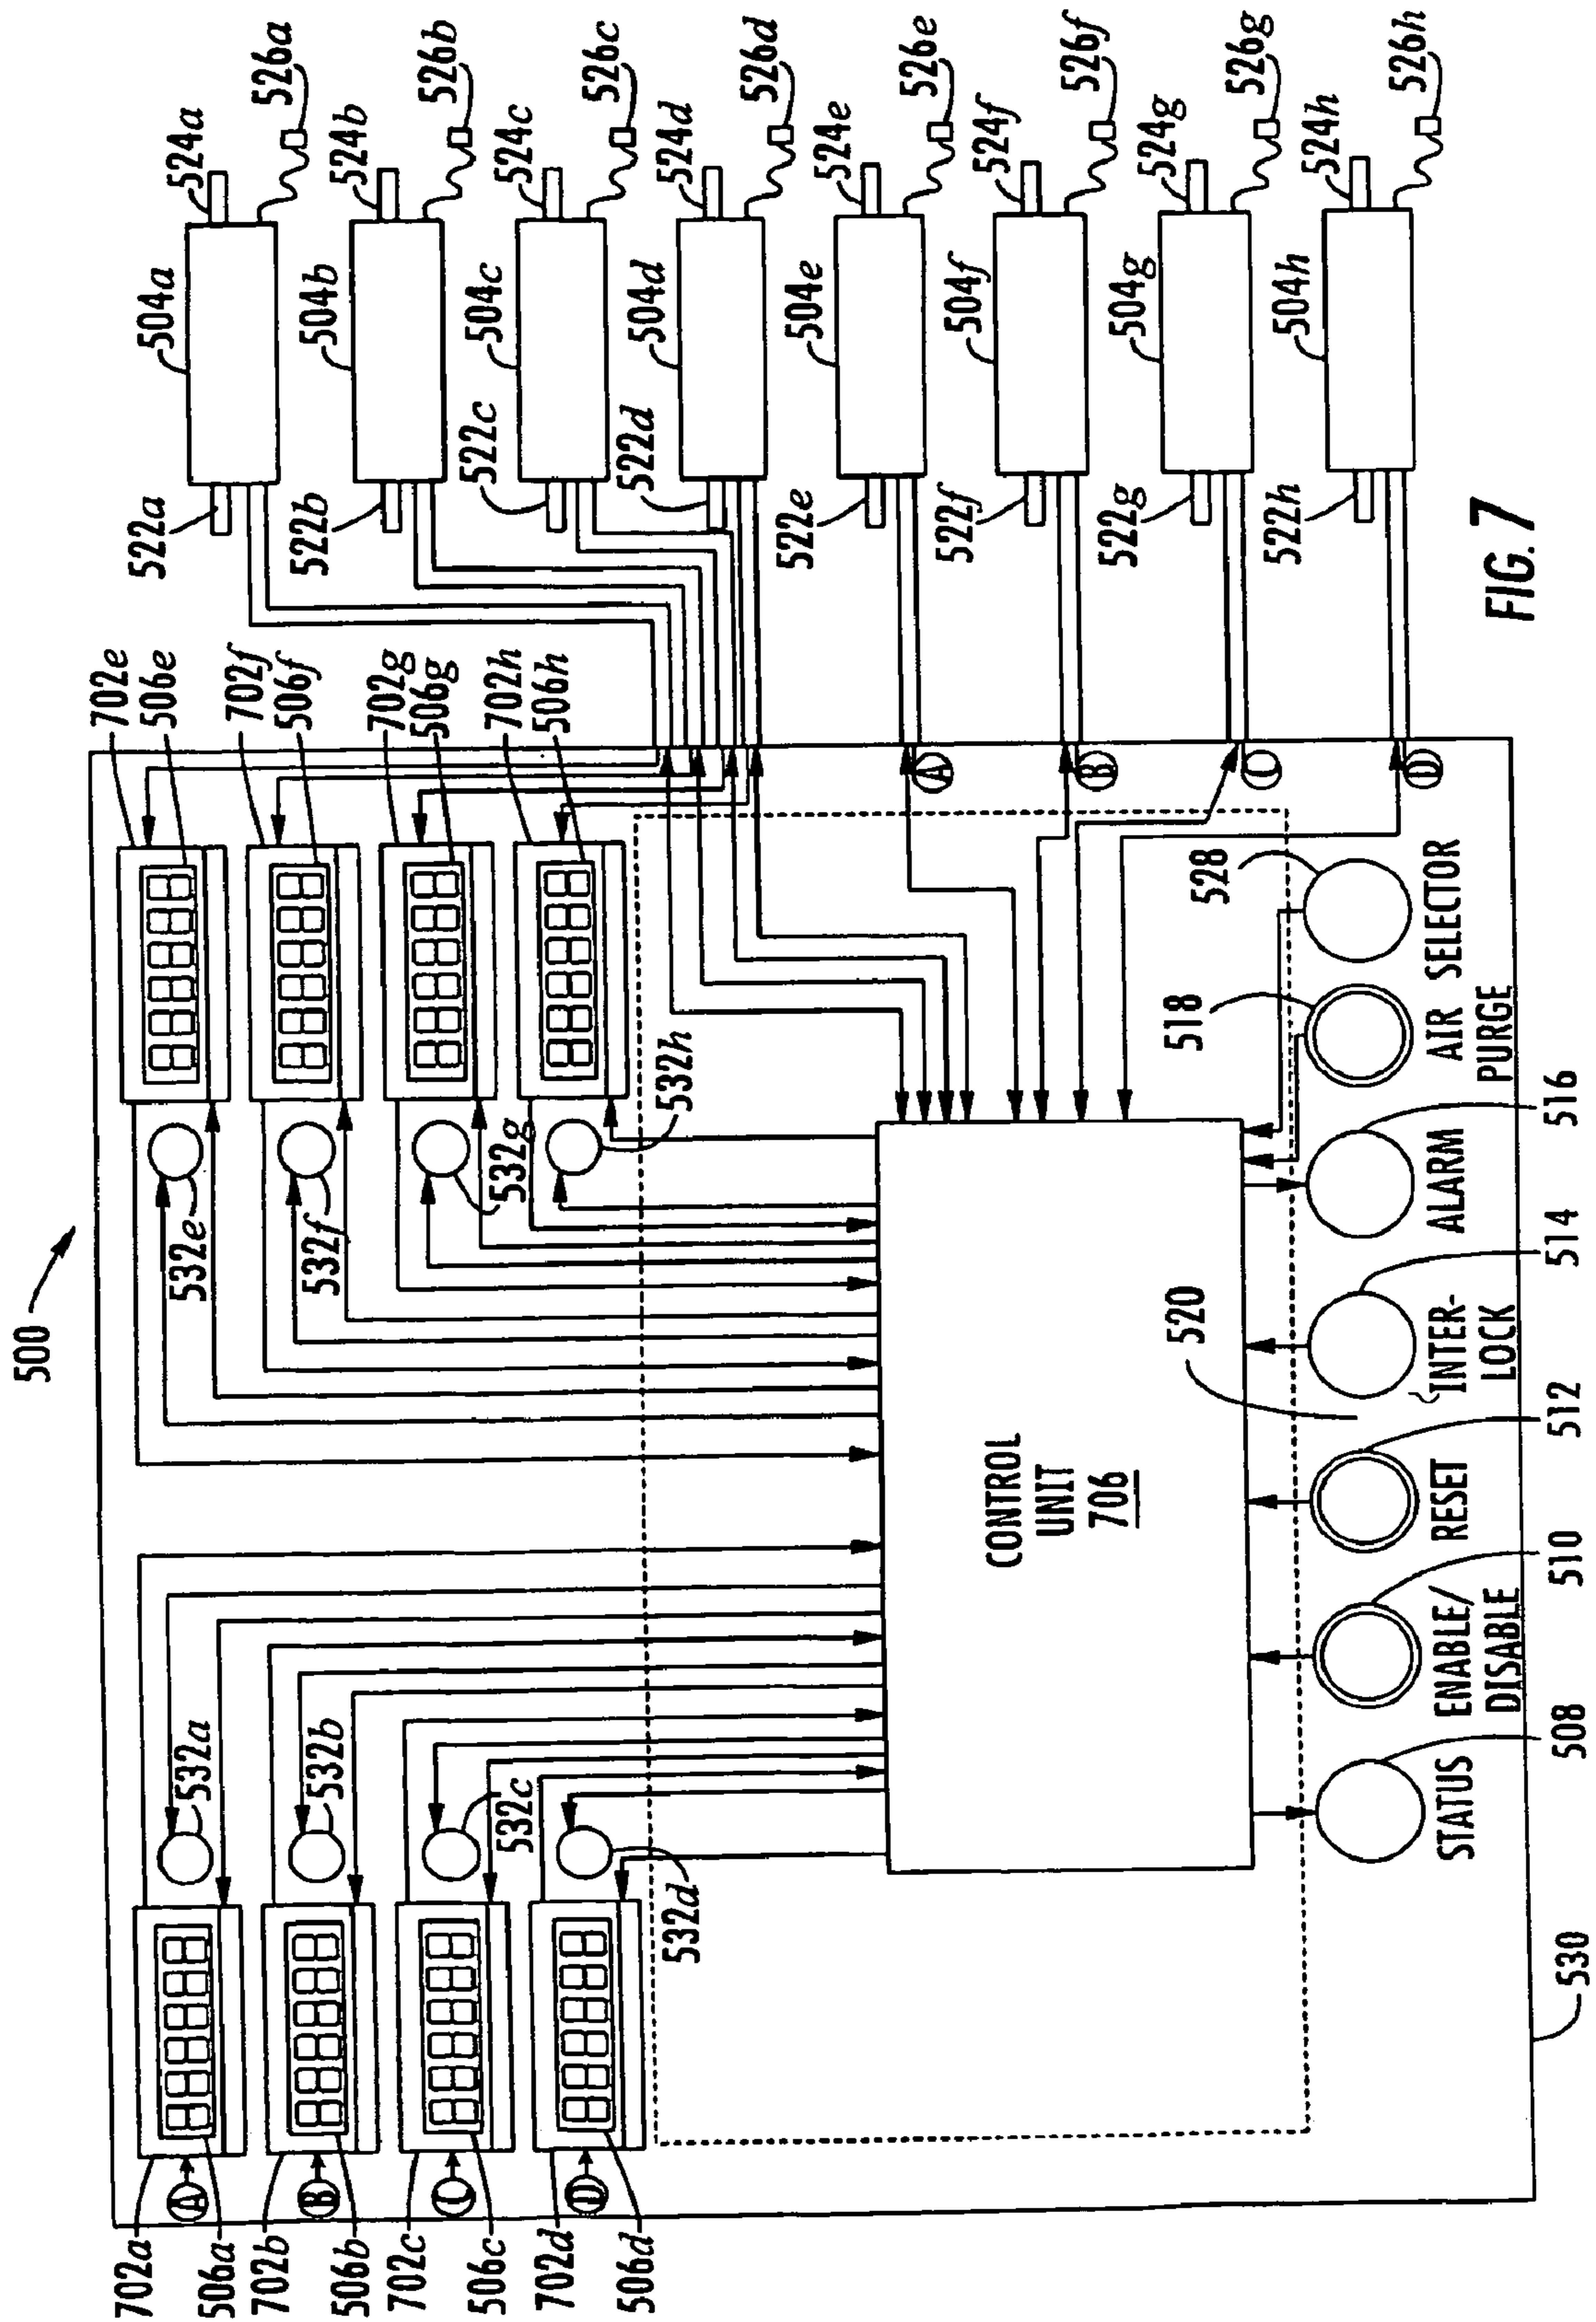 500
702a
506a
702b
506b
702c
506c
702d
506d
A
B
C
D
532a
532b
532c
532d
532e
532f
532g
532h
702e
506e
702f
506f
702g
506g
702h
506h
CONTROL
UNIT
706
520
A
B
C
D
STATUS
ENABLE/
DISABLE
RESET
INTER-
LOCK
ALARM
AIR
PURGE
SELECTOR
518
528
530
508
510
512
514
516
522a
504a
524a
526a
522b
504b
524b
526b
522c
504c
524c
526c
522d
504d
524d
526d
522e
504e
524e
526e
522f
504f
524f
526f
522g
504g
524g
526g
522h
504h
524h
526h
FIG. 7